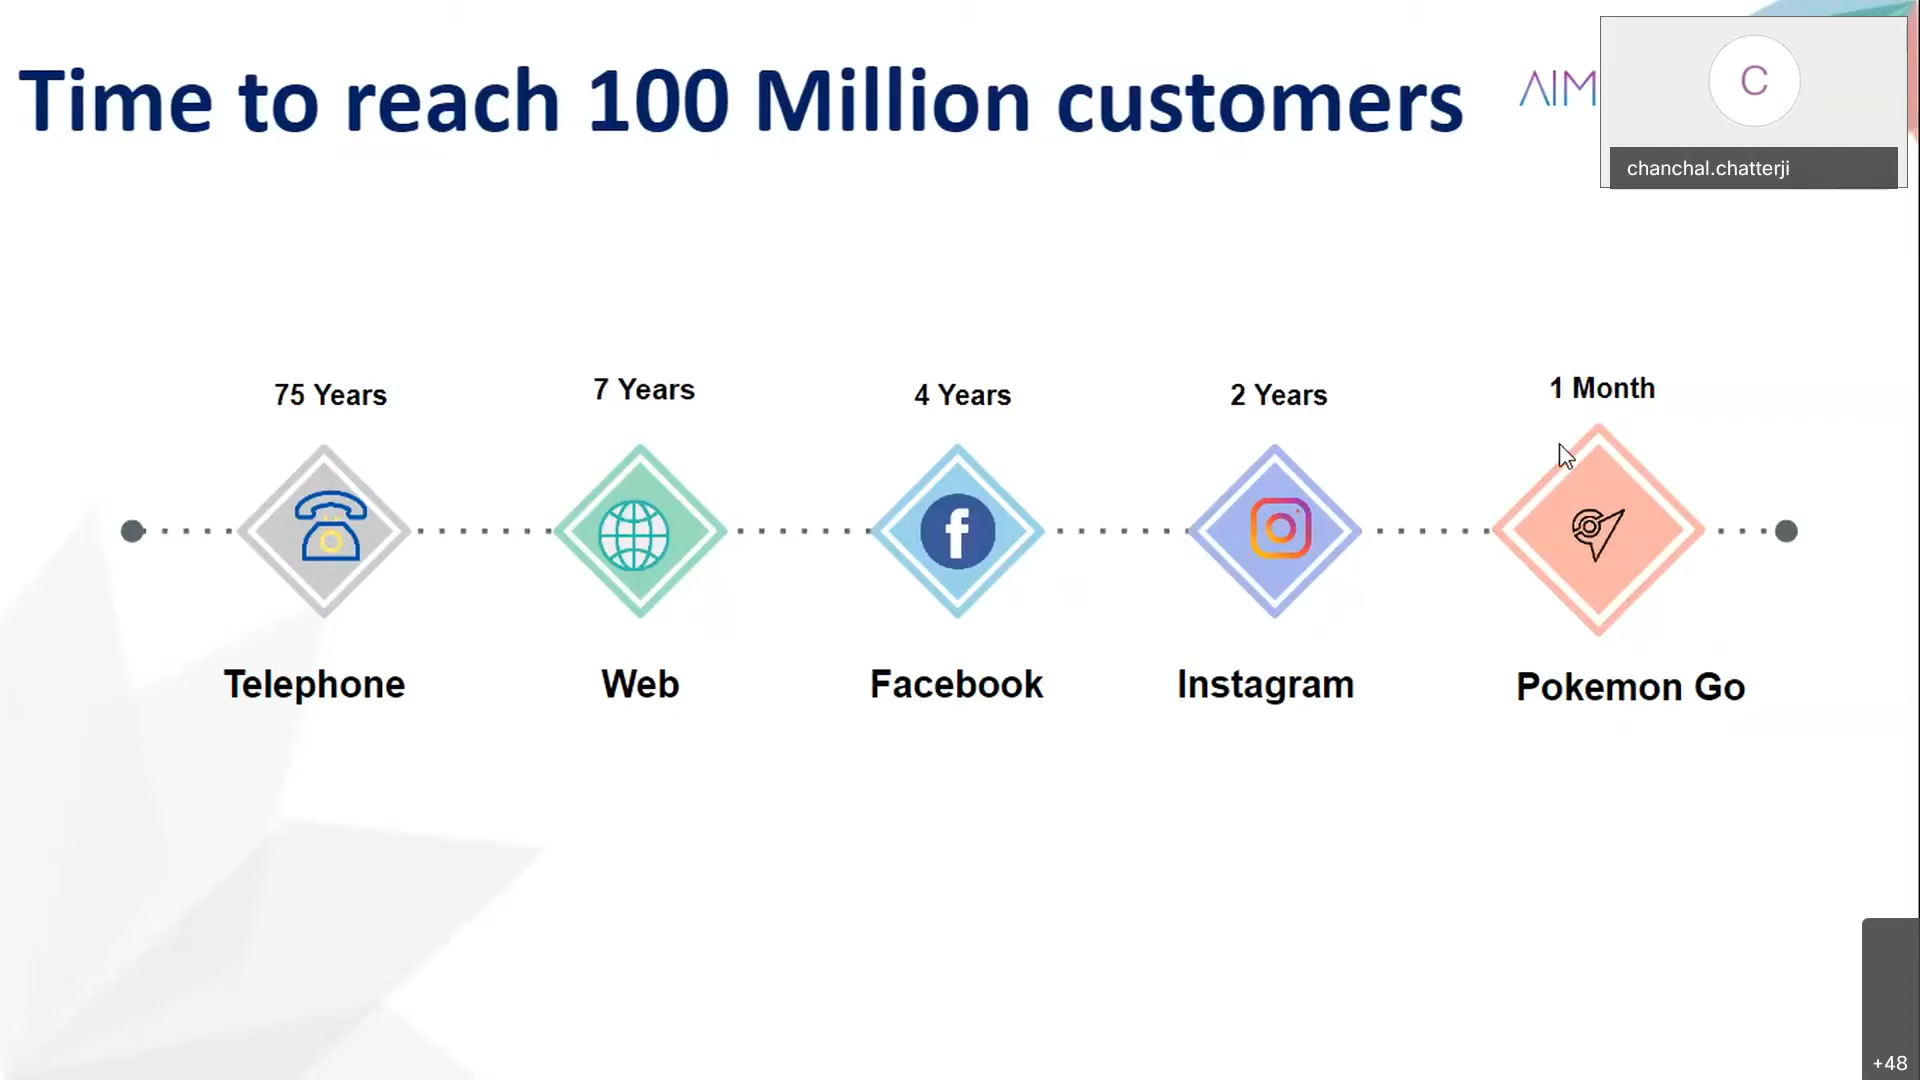 Time to reach 100 Million customers
AIM
C
chanchal.chatterji
75 Years
7 Years
4 Years
2 Years
1 Month
Telephone
Web
Facebook
Instagram
Pokemon Go
+48